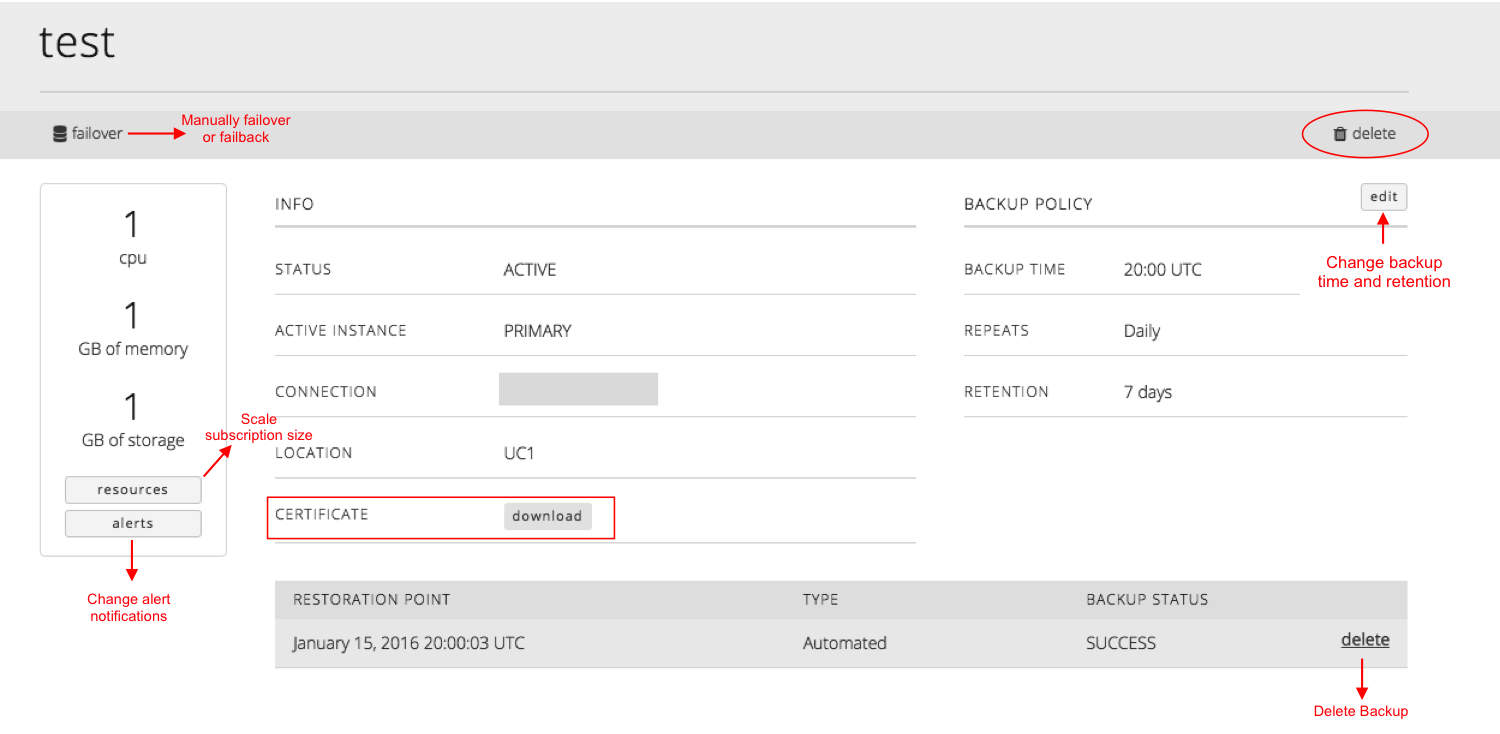 test
failover
Manually failover
or failback
delete
1
cpu
1
GB of memory
1
GB of storage
resources
alerts
Scale
subscription size
Change alert
notifications
INFO
STATUS ACTIVE
ACTIVE INSTANCE PRIMARY
CONNECTION
LOCATION UC1
CERTIFICATE download
BACKUP POLICY edit
Change backup
time and retention
BACKUP TIME 20:00 UTC
REPEATS Daily
RETENTION 7 days
RESTORATION POINT TYPE BACKUP STATUS
January 15, 2016 20:00:03 UTC Automated SUCCESS delete
Delete Backup